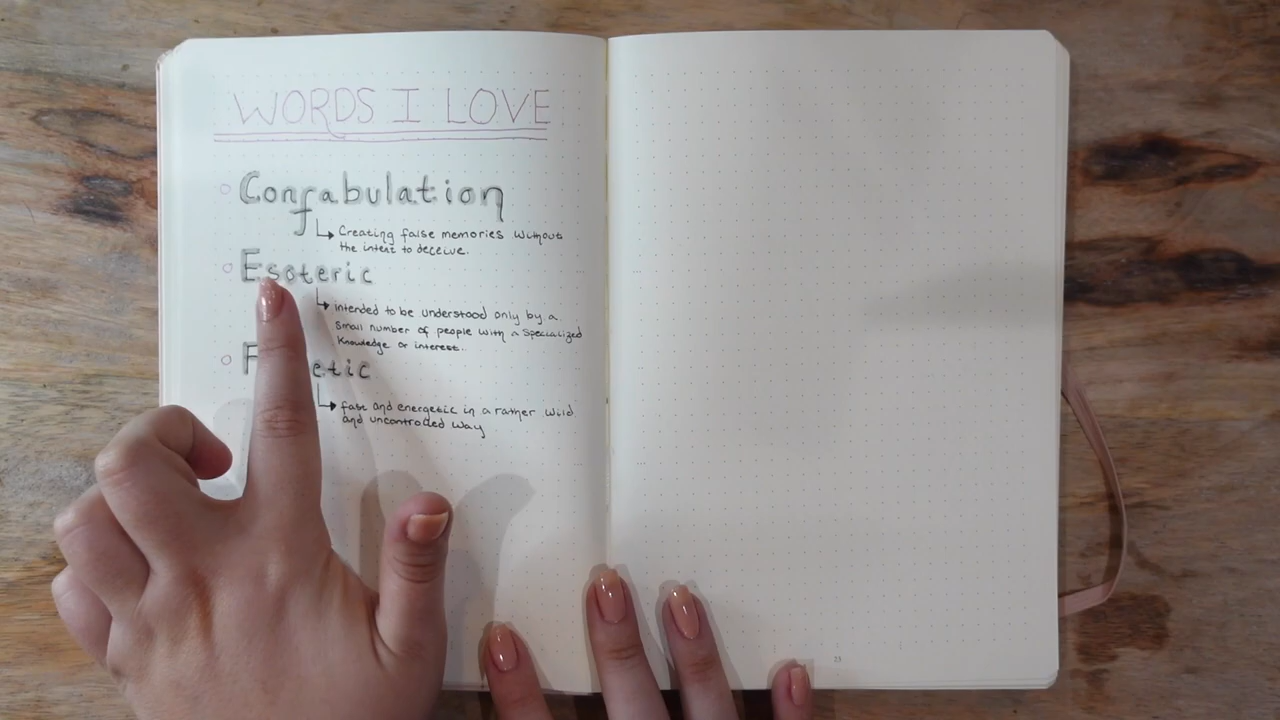 WORDS I LOVE
Confabulation
Creating false memories without
the intent to deceive.
Esoteric
intended to be understood only by a
small number of people with a specialized
knowledge or interest.
fast and energetic in a rather wild
and uncontrolled way